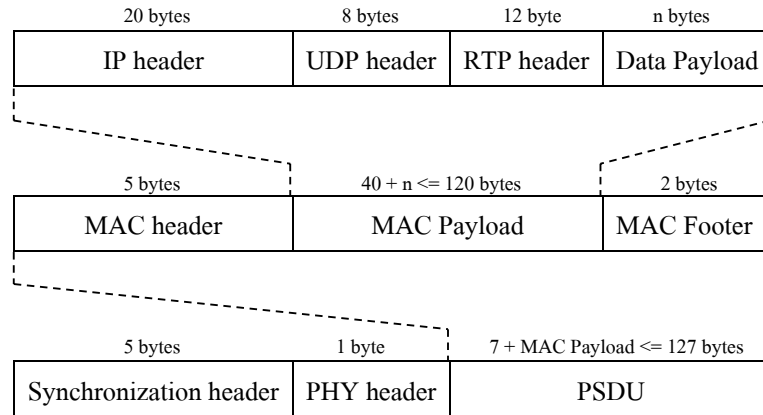 20 bytes 8 bytes 12 byte n bytes
IP header UDP header RTP header Data Payload
5 bytes 40 + n <= 120 bytes 2 bytes
MAC header MAC Payload MAC Footer
5 bytes 1 byte 7 + MAC Payload <= 127 bytes
Synchronization header PHY header PSDU